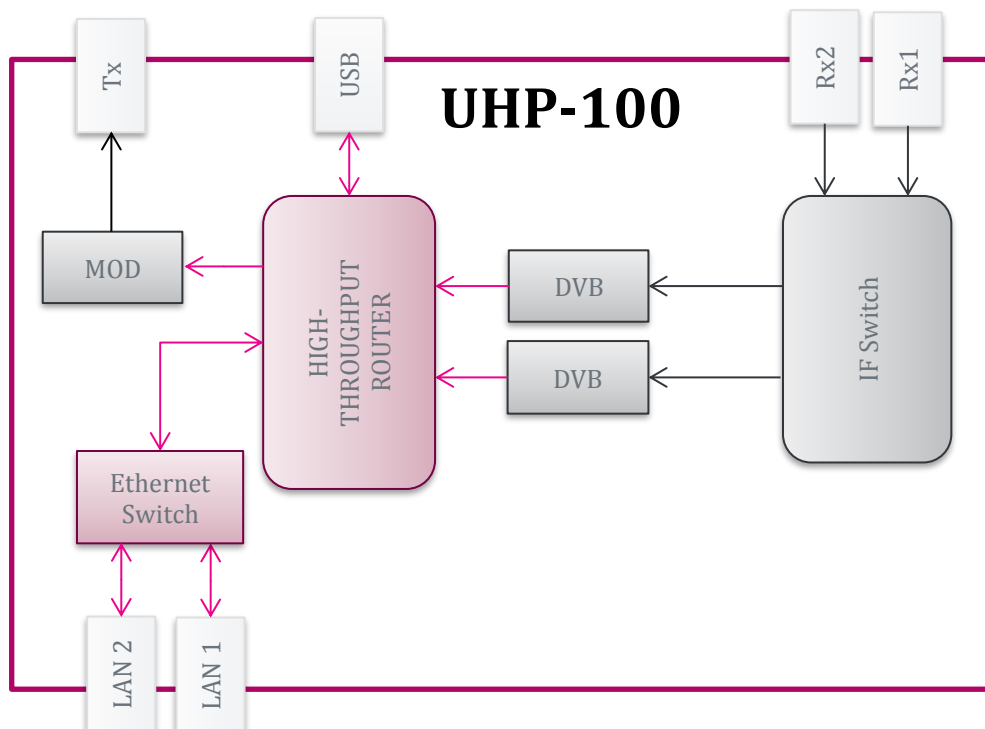 Tx
USB
Rx2
Rx1
UHP-100
MOD
HIGH-
THROUGHPUT
ROUTER
DVB
DVB
IF Switch
Ethernet
Switch
LAN 2
LAN 1